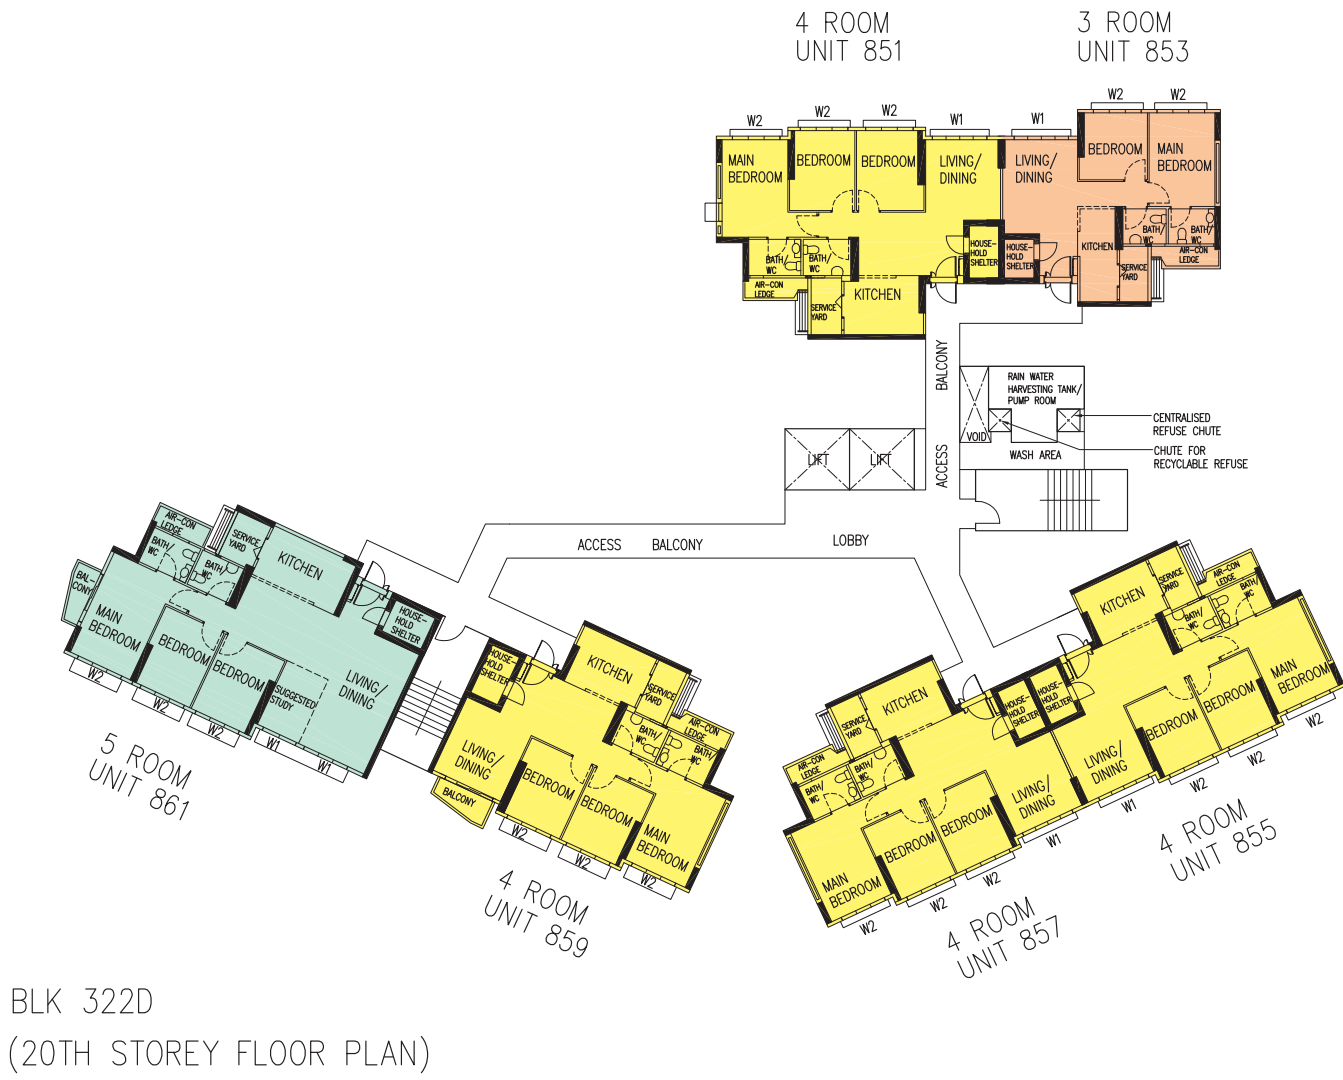 4 ROOM
UNIT 851
3 ROOM
UNIT 853
W2
W2
W2
W1
W1
W2
W2
MAIN
BEDROOM
BEDROOM
BEDROOM
LIVING/
DINING
LIVING/
DINING
BEDROOM
MAIN
BEDROOM
BATH/
WC
BATH/
WC
HOUSE-
HOLD
SHELTER
HOUSE-
HOLD
SHELTER
KITCHEN
BATH/
WC
BATH/
WC
AIR-CON
LEDGE
AIR-CON
LEDGE
SERVICE
YARD
KITCHEN
SERVICE
YARD
ACCESS BALCONY
RAIN WATER
HARVESTING TANK/
PUMP ROOM
VOID
WASH AREA
CENTRALISED
REFUSE CHUTE
CHUTE FOR
RECYCLABLE REFUSE
LIFT
LIFT
ACCESS BALCONY
LOBBY
AIR-CON
LEDGE
BATH/
WC
BATH/
WC
SERVICE
YARD
KITCHEN
BAL-
CONY
MAIN
BEDROOM
BEDROOM
BEDROOM
SUGGESTED
STUDY
LIVING/
DINING
HOUSE-
HOLD
SHELTER
W2
W2
W2
W1
W1
5 ROOM
UNIT 861
HOUSE-
HOLD
SHELTER
KITCHEN
SERVICE
YARD
AIR-CON
LEDGE
BATH/
WC
BATH/
WC
LIVING/
DINING
BALCONY
BEDROOM
BEDROOM
MAIN
BEDROOM
W2
W2
W2
4 ROOM
UNIT 859
KITCHEN
SERVICE
YARD
AIR-CON
LEDGE
BATH/
WC
BATH/
WC
HOUSE-
HOLD
SHELTER
MAIN
BEDROOM
BEDROOM
BEDROOM
LIVING/
DINING
W2
W2
W2
W1
4 ROOM
UNIT 857
KITCHEN
SERVICE
YARD
AIR-CON
LEDGE
BATH/
WC
BATH/
WC
HOUSE-
HOLD
SHELTER
LIVING/
DINING
BEDROOM
BEDROOM
MAIN
BEDROOM
W1
W2
W2
W2
4 ROOM
UNIT 855
BLK 322D
(20TH STOREY FLOOR PLAN)